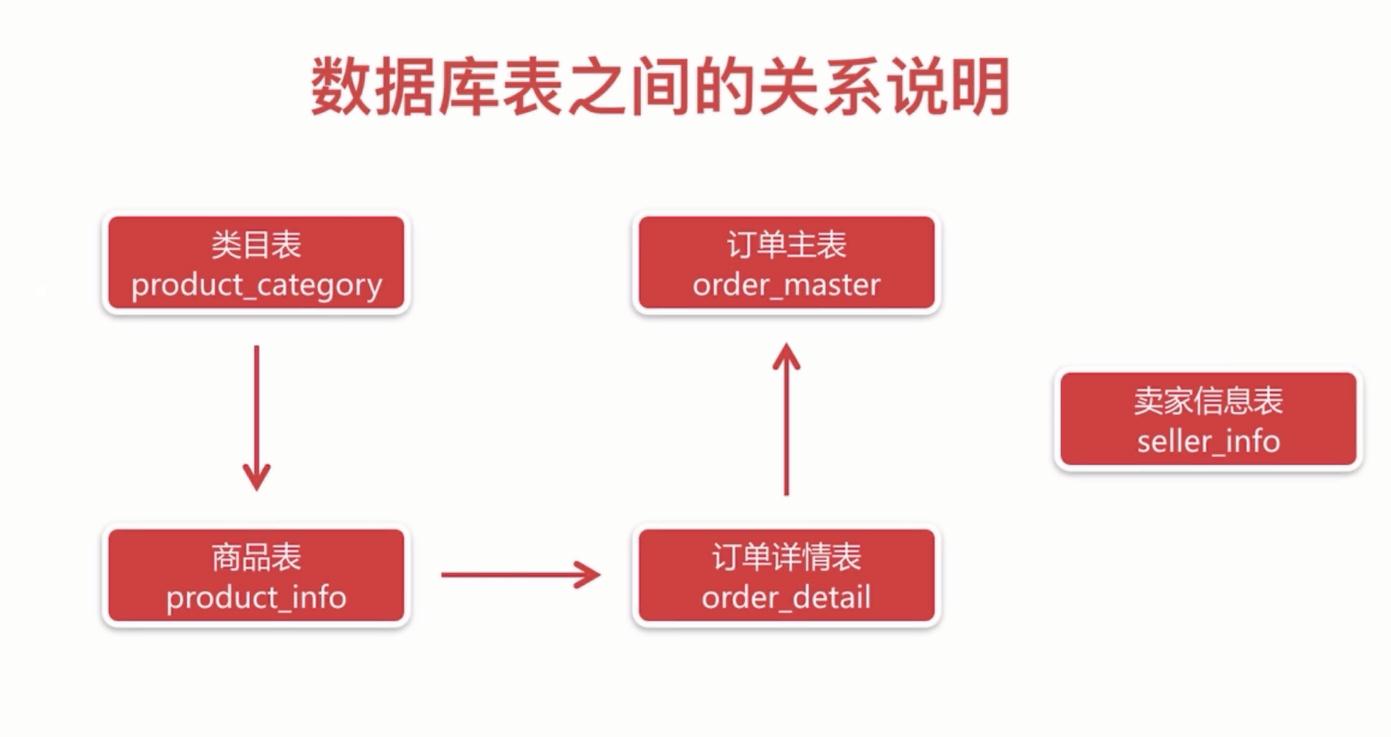 数据库表之间的关系说明
类目表
product_category
订单主表
order_master
卖家信息表
seller_info
商品表
product_info
订单详情表
order_detail